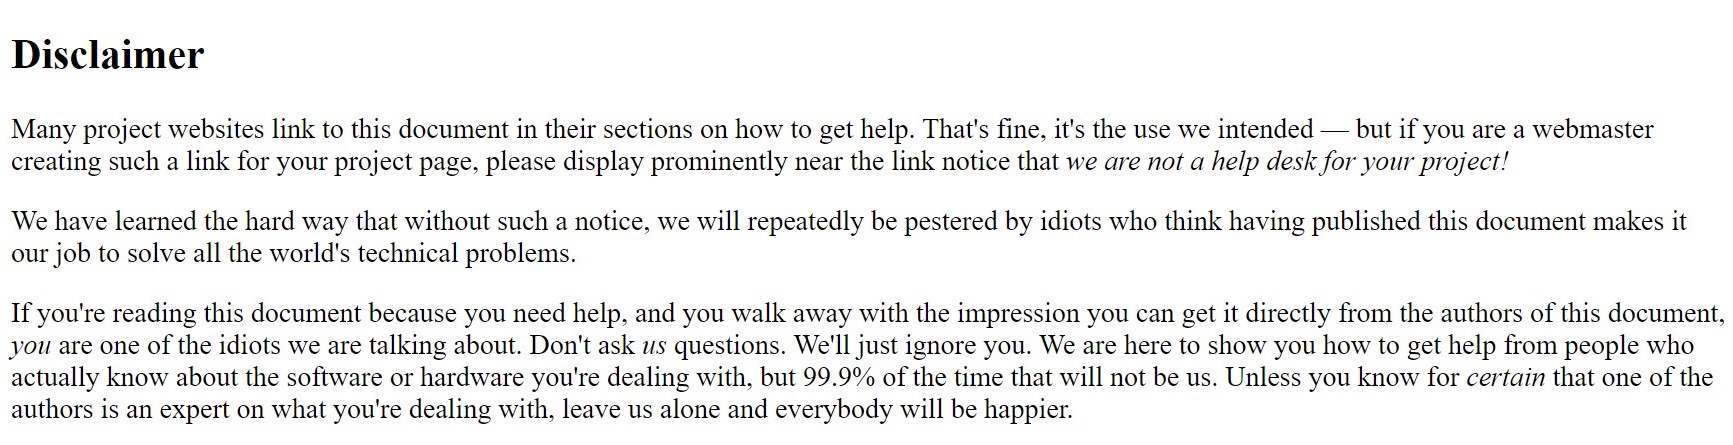 Disclaimer
Many project websites link to this document in their sections on how to get help. That's fine, it's the use we intended — but if you are a webmaster
creating such a link for your project page, please display prominently near the link notice that we are not a help desk for your project!
We have learned the hard way that without such a notice, we will repeatedly be pestered by idiots who think having published this document makes it
our job to solve all the world's technical problems.
If you're reading this document because you need help, and you walk away with the impression you can get it directly from the authors of this document,
you are one of the idiots we are talking about. Don't ask us questions. We'll just ignore you. We are here to show you how to get help from people who
actually know about the software or hardware you're dealing with, but 99.9% of the time that will not be us. Unless you know for certain that one of the
authors is an expert on what you're dealing with, leave us alone and everybody will be happier.